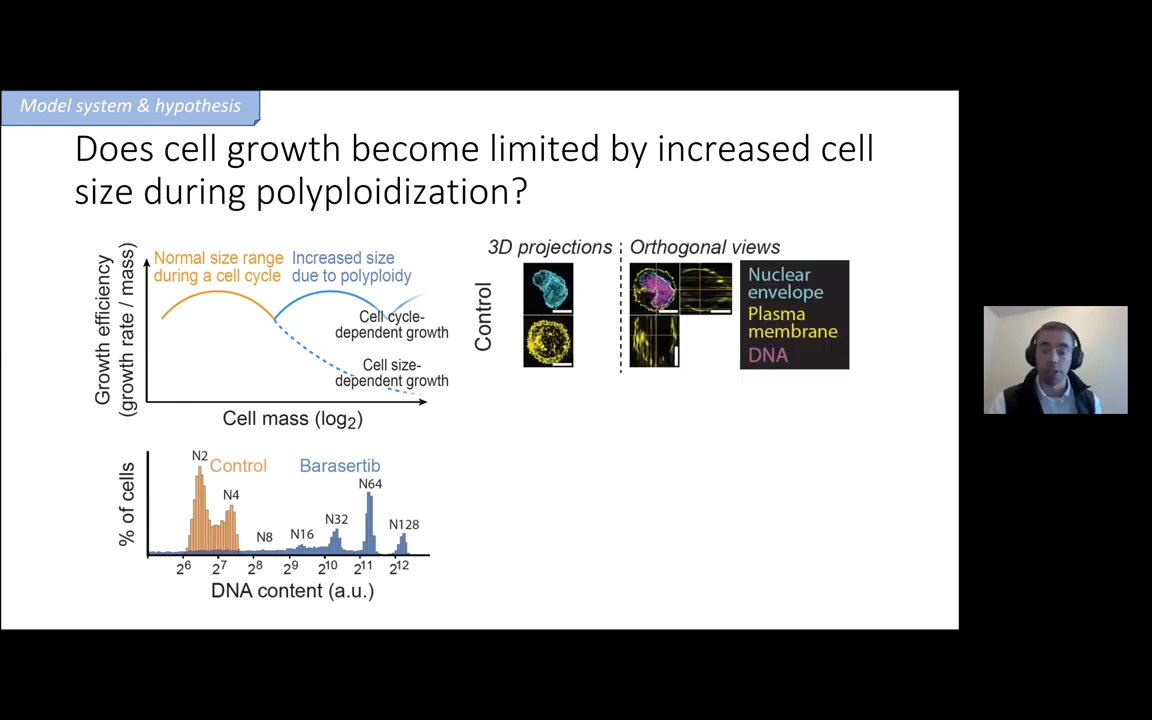 Model system & hypothesis
Does cell growth become limited by increased cell
size during polyploidization?
Growth efficiency
(growth rate / mass)
Normal size range
during a cell cycle
Increased size
due to polyploidy
Cell cycle-
dependent growth
Cell size-
dependent growth
Cell mass (log2)
% of cells
Control
Barasertib
N2
N4
N8
N16
N32
N64
N128
2^6 2^7 2^8 2^9 2^10 2^11 2^12
DNA content (a.u.)
3D projections
Orthogonal views
Control
Nuclear
envelope
Plasma
membrane
DNA